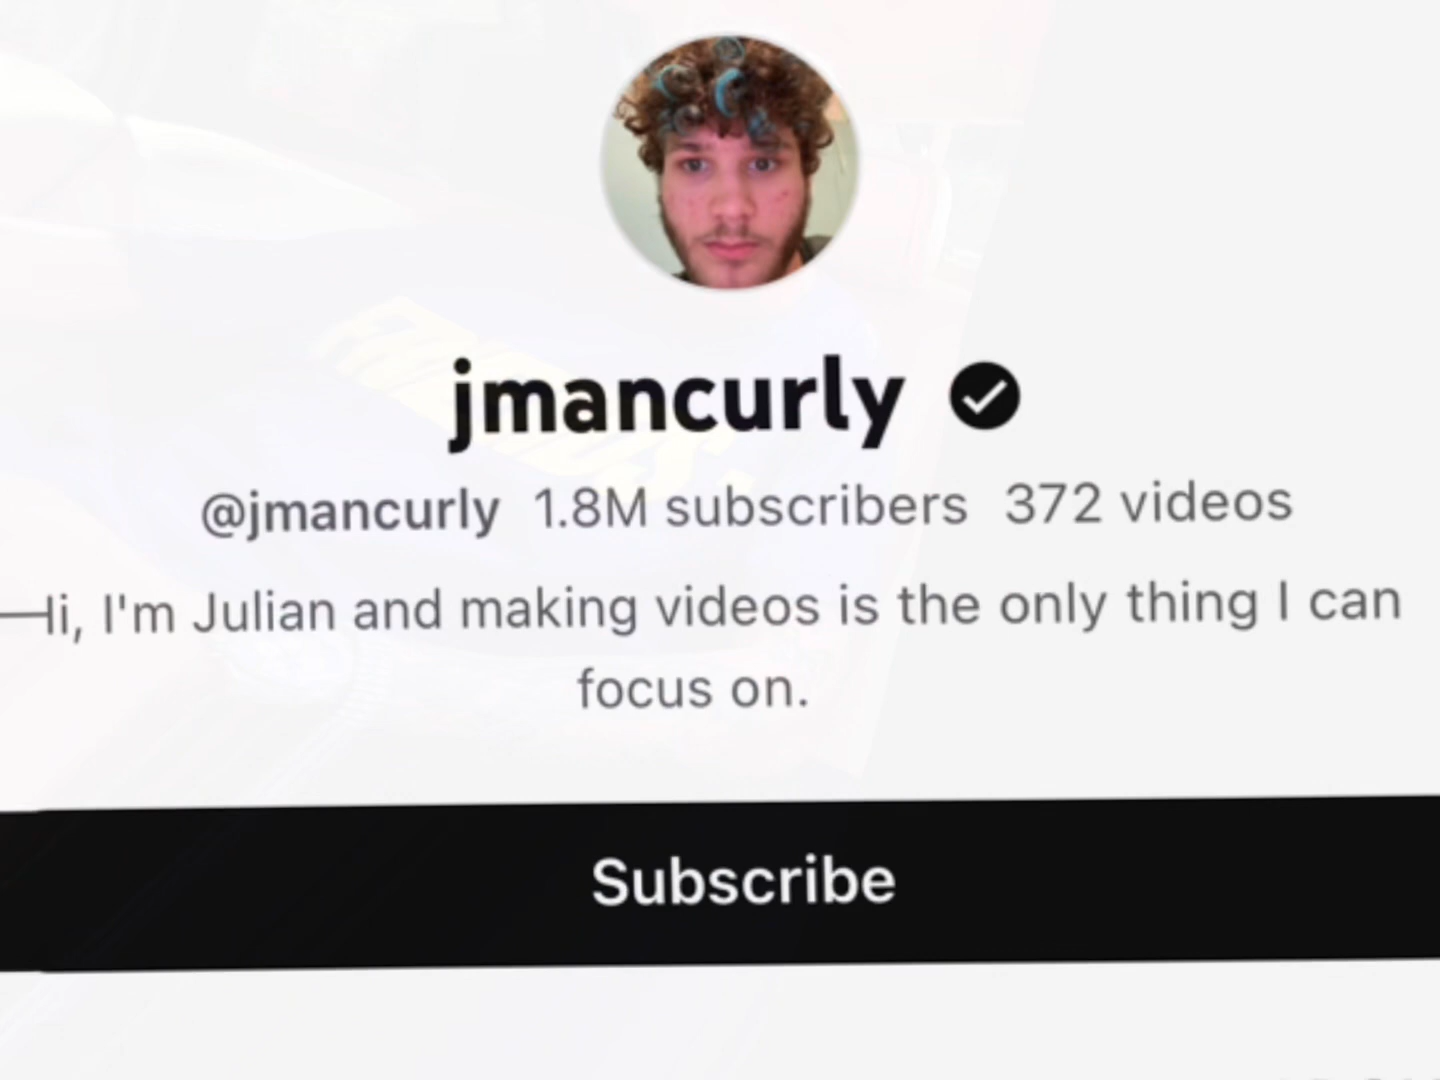 jmancurly
@jmancurly 1.8M subscribers 372 videos
Hi, I'm Julian and making videos is the only thing I can
focus on.
Subscribe